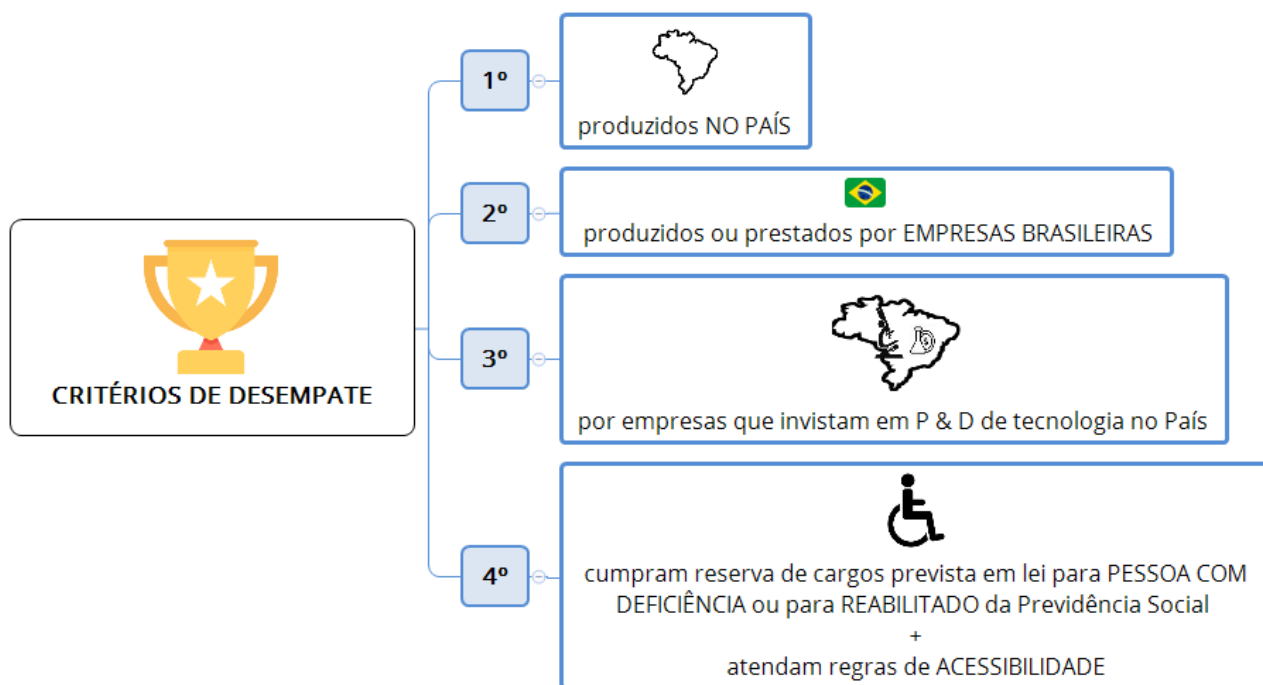 CRITÉRIOS DE DESEMPATE
1º
produzidos NO PAÍS
2º
produzidos ou prestados por EMPRESAS BRASILEIRAS
3º
por empresas que invistam em P & D de tecnologia no País
4º
cumpram reserva de cargos prevista em lei para PESSOA COM
DEFICIÊNCIA ou para REABILITADO da Previdência Social
+
atendam regras de ACESSIBILIDADE